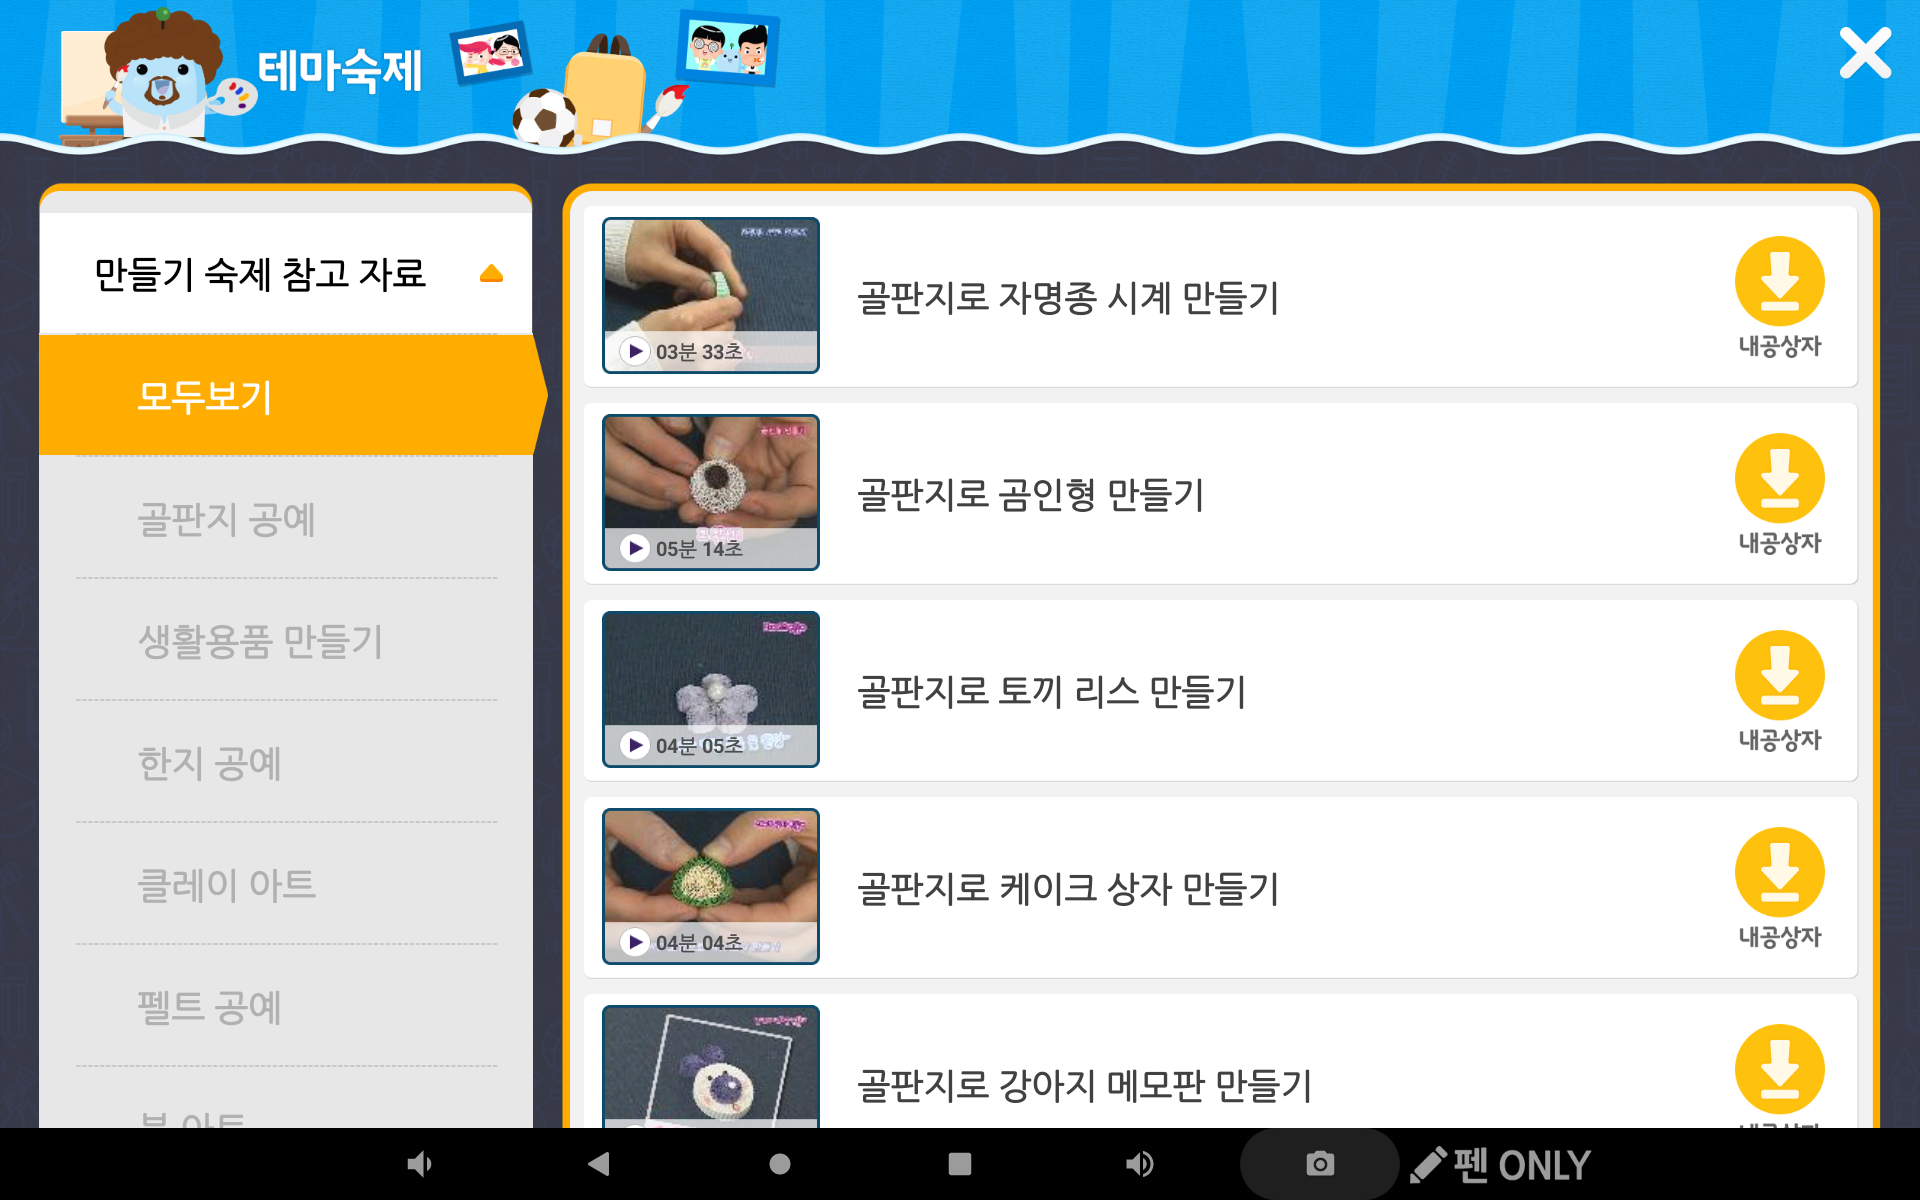 테마숙제
만들기 숙제 참고 자료
모두보기
골판지 공예
생활용품 만들기
한지 공예
클레이 아트
펠트 공예
북 아트
03분 33초
골판지로 자명종 시계 만들기
내공상자
05분 14초
골판지로 곰인형 만들기
내공상자
04분 05초
골판지로 토끼 리스 만들기
내공상자
04분 04초
골판지로 케이크 상자 만들기
내공상자
골판지로 강아지 메모판 만들기
내공상자
펜 ONLY